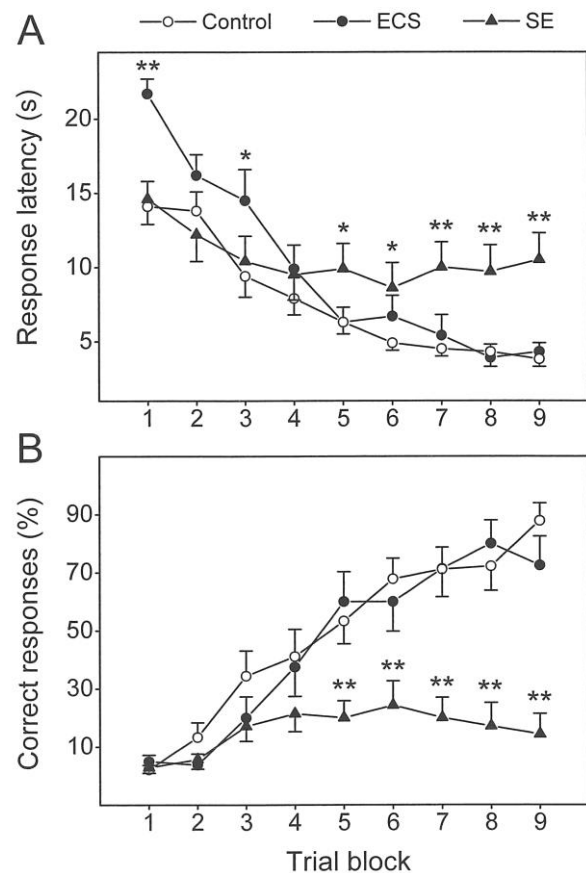 A
Control ECS SE
Response latency (s)
20
15
10
5
** * * * ** ** **
1 2 3 4 5 6 7 8 9
B
Correct responses (%)
90
70
50
30
10
** ** ** ** **
1 2 3 4 5 6 7 8 9
Trial block